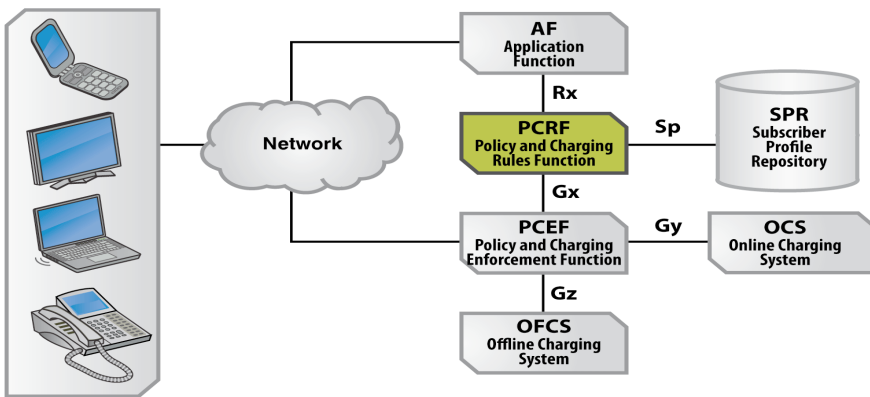 AF
Application
Function
Rx
Network
PCRF
Policy and Charging
Rules Function
Sp
SPR
Subscriber
Profile
Repository
Gx
PCEF
Policy and Charging
Enforcement Function
Gy
OCS
Online Charging
System
Gz
OFCS
Offline Charging
System